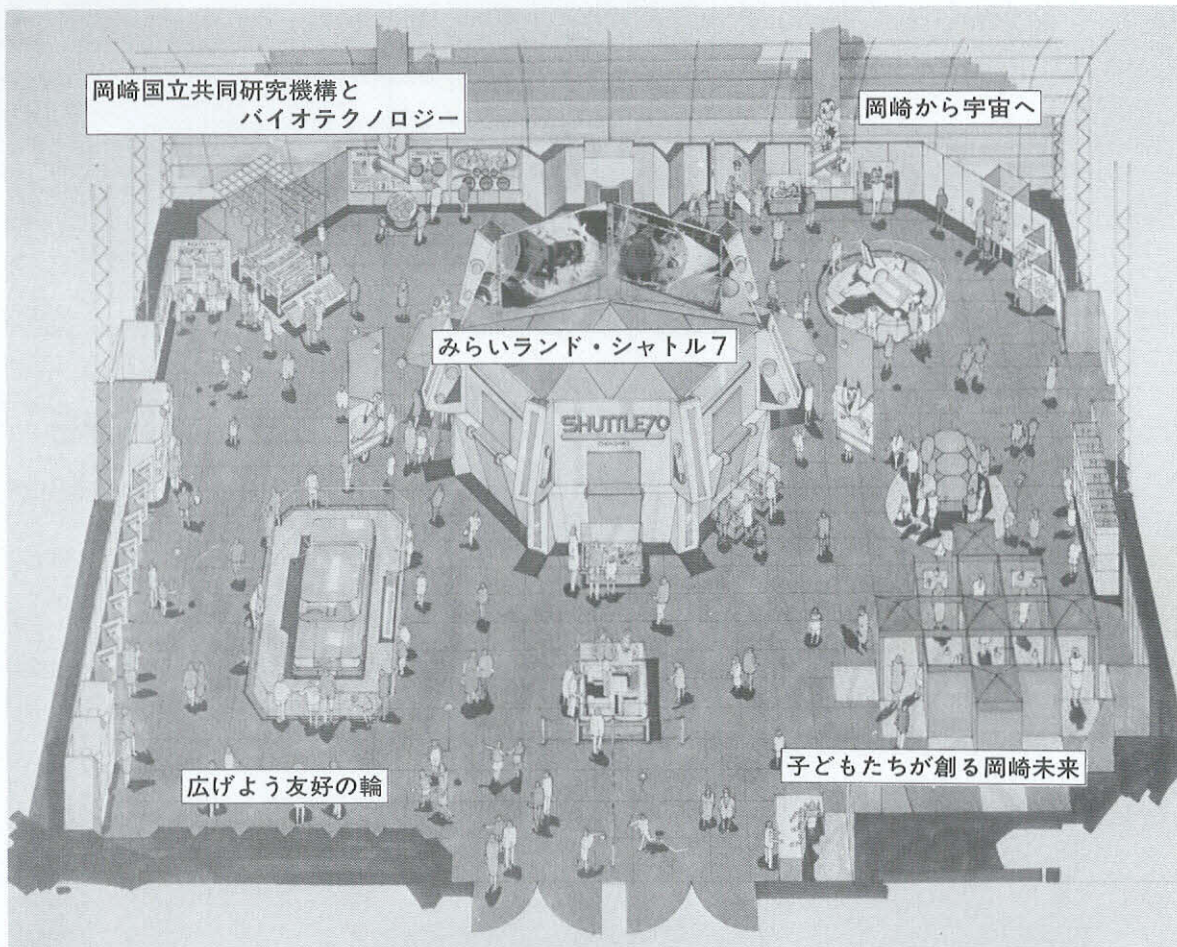 岡崎国立共同研究機構と
バイオテクノロジー
岡崎から宇宙へ
みらいランド・シャトル7
SHUTTLE70
広げよう友好の輪
子どもたちが創る岡崎未来